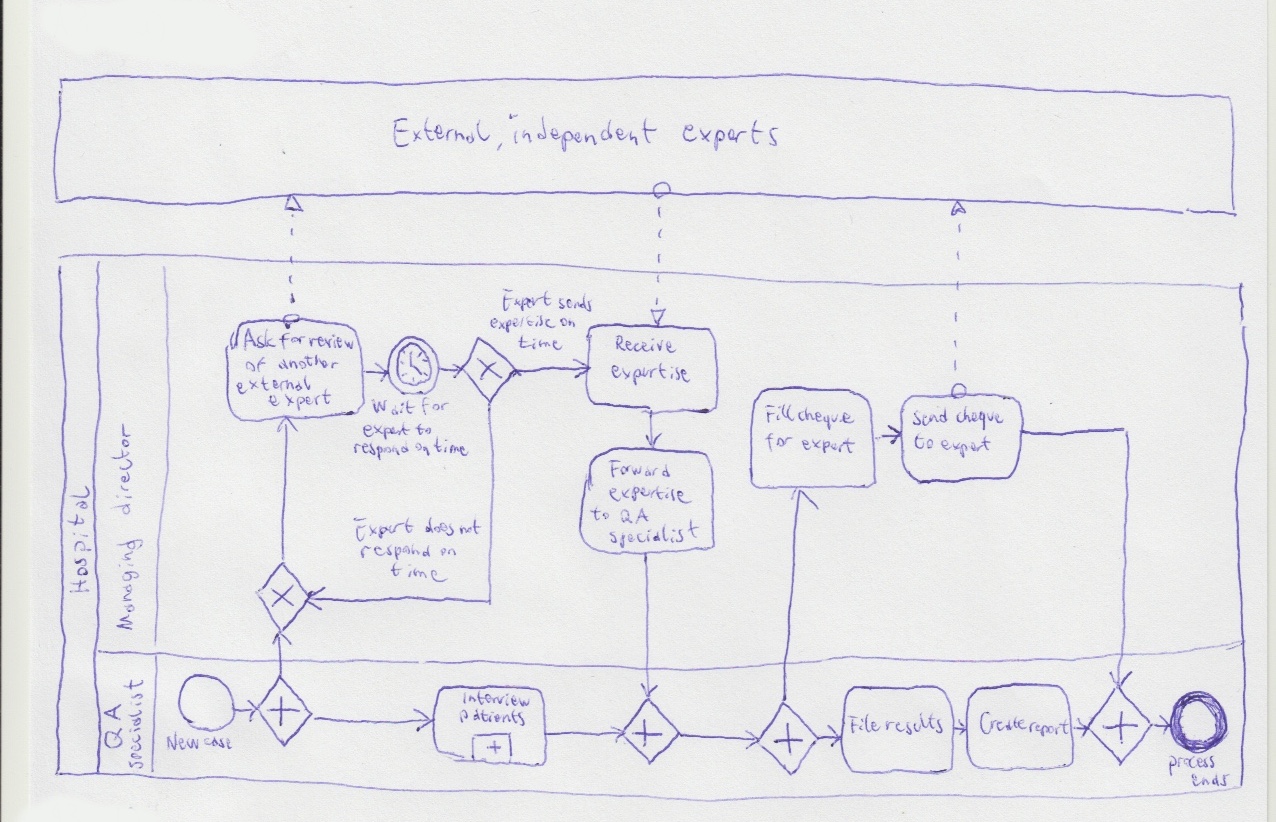 External, independent experts
Hospital
Managing director
QA
specialist
Ask for review
of another
external
expert
Wait for
expert to
respond on time
Expert sends
expertise on
time
Expert does not
respond on
time
Receive
expertise
Forward
expertise
to QA
specialist
Fill cheque
for expert
Send cheque
to expert
New case
Interview
patients
File results
Create report
process
ends